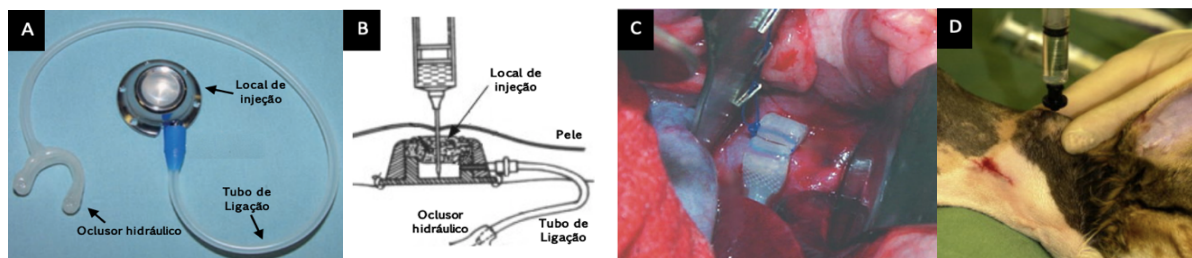 A
Local de
injeção
Tubo de
Ligação
Oclusor hidráulico
B
Local de
injeção
Pele
Oclusor
hidráulico
Tubo de
Ligação
C
D